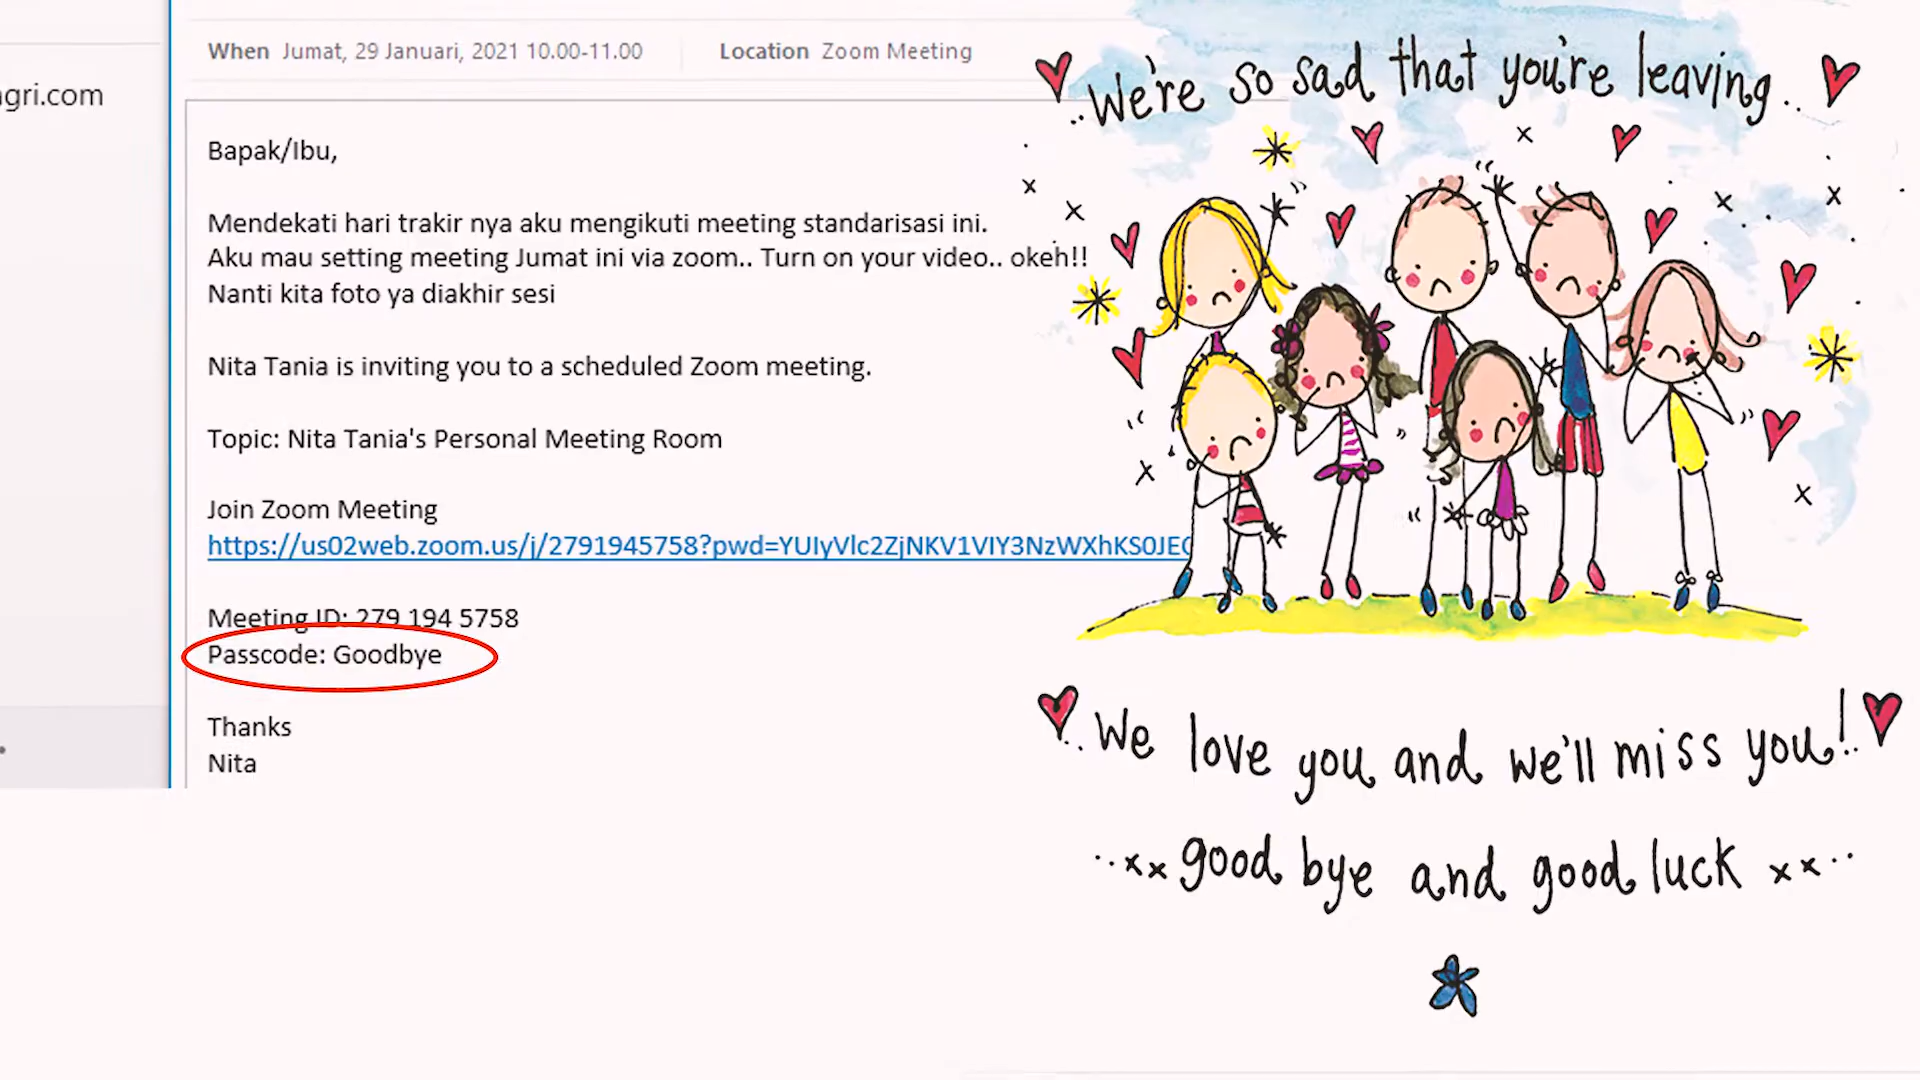 When Jumat, 29 Januari, 2021 10.00-11.00 Location Zoom Meeting
gri.com
Bapak/Ibu,
Mendekati hari trakir nya aku mengikuti meeting standarisasi ini.
Aku mau setting meeting Jumat ini via zoom.. Turn on your video.. okeh!!
Nanti kita foto ya diakhir sesi
Nita Tania is inviting you to a scheduled Zoom meeting.
Topic: Nita Tania's Personal Meeting Room
Join Zoom Meeting
https://us02web.zoom.us/j/2791945758?pwd=YUIyVlc2ZjNKV1VIY3NzWXhKS0JE
Meeting ID: 279 194 5758
Passcode: Goodbye
Thanks
Nita
..We're so sad that you're leaving..
..We love you and we'll miss you!..
..xx good bye and good luck xx..